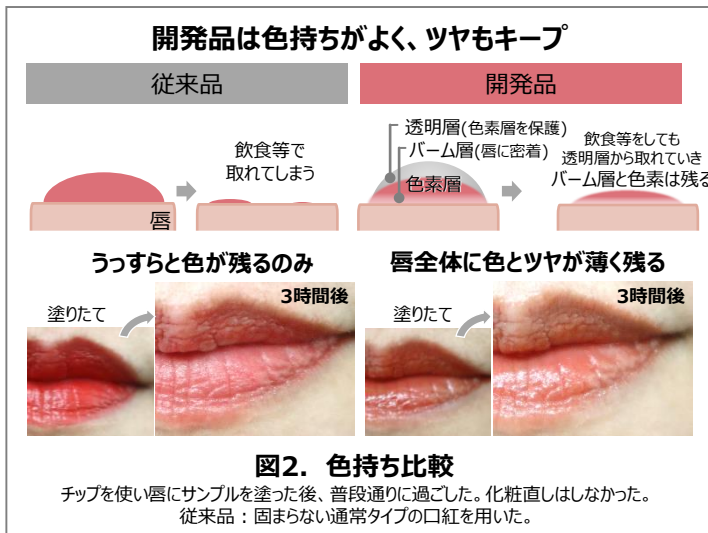 開発品は色持ちがよく、ツヤもキープ
従来品
開発品
飲食等で
取れてしまう
唇
透明層(色素層を保護)
バーム層(唇に密着)
色素層
飲食等をしても
透明層から取れていき
バーム層と色素は残る
うっすらと色が残るのみ
塗りたて
3時間後
唇全体に色とツヤが薄く残る
塗りたて
3時間後
図2. 色持ち比較
チップを使い唇にサンプルを塗った後、普段通りに過ごした。化粧直しはしなかった。
従来品：固まらない通常タイプの口紅を用いた。